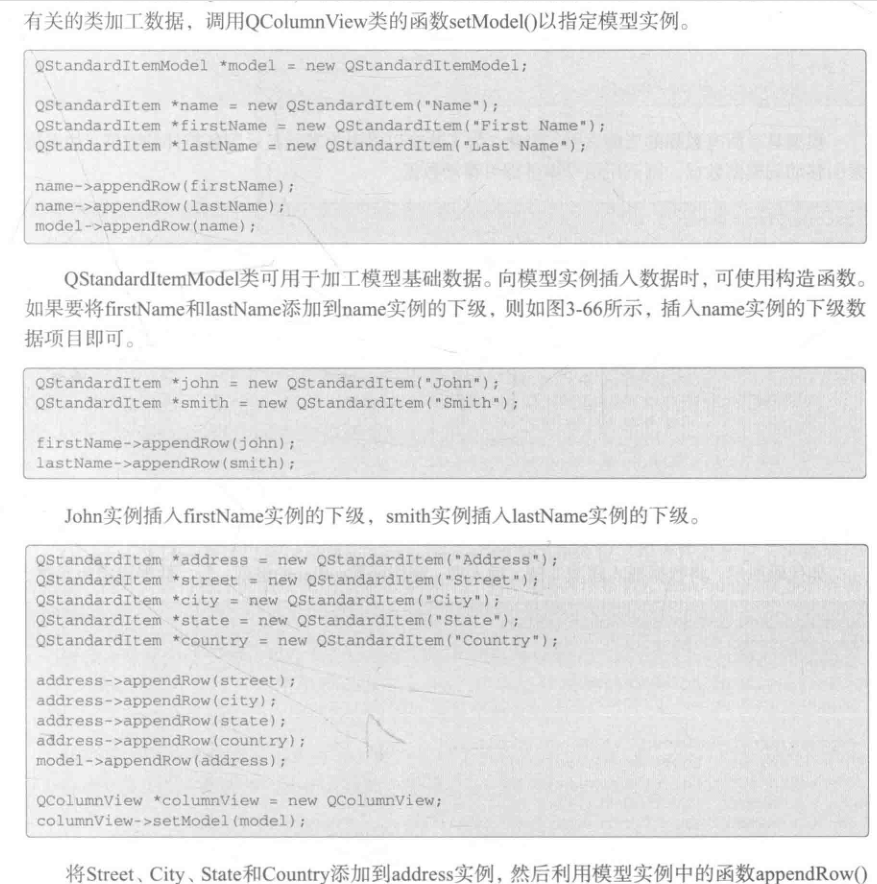 有关的类加工数据，调用QColumnView类的函数setModel()以指定模型实例。
QStandardItemModel *model = new QStandardItemModel;
QStandardItem *name = new QStandardItem("Name");
QStandardItem *firstName = new QStandardItem("First Name");
QStandardItem *lastName = new QStandardItem("Last Name");
name->appendRow(firstName);
name->appendRow(lastName);
model->appendRow(name);
QStandardItemModel类可用于加工模型基础数据。向模型实例插入数据时，可使用构造函数。
如果要将firstName和lastName添加到name实例的下级，则如图3-66所示，插入name实例的下级数
据项目即可。
QStandardItem *john = new QStandardItem("John");
QStandardItem *smith = new QStandardItem("Smith");
firstName->appendRow(john);
lastName->appendRow(smith);
John实例插入firstName实例的下级，smith实例插入lastName实例的下级。
QStandardItem *address = new QStandardItem("Address");
QStandardItem *street = new QStandardItem("Street");
QStandardItem *city = new QStandardItem("City");
QStandardItem *state = new QStandardItem("State");
QStandardItem *country = new QStandardItem("Country");
address->appendRow(street);
address->appendRow(city);
address->appendRow(state);
address->appendRow(country);
model->appendRow(address);
QColumnView *columnView = new QColumnView;
columnView->setModel(model);
将Street、City、State和Country添加到address实例，然后利用模型实例中的函数appendRow()